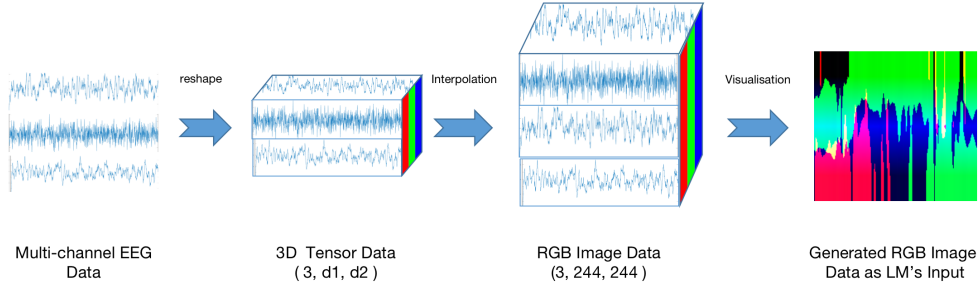 reshape
Interpolation
Visualisation
Multi-channel EEG
Data
3D Tensor Data
( 3, d1, d2 )
RGB Image Data
(3, 244, 244, )
Generated RGB Image
Data as LM's Input